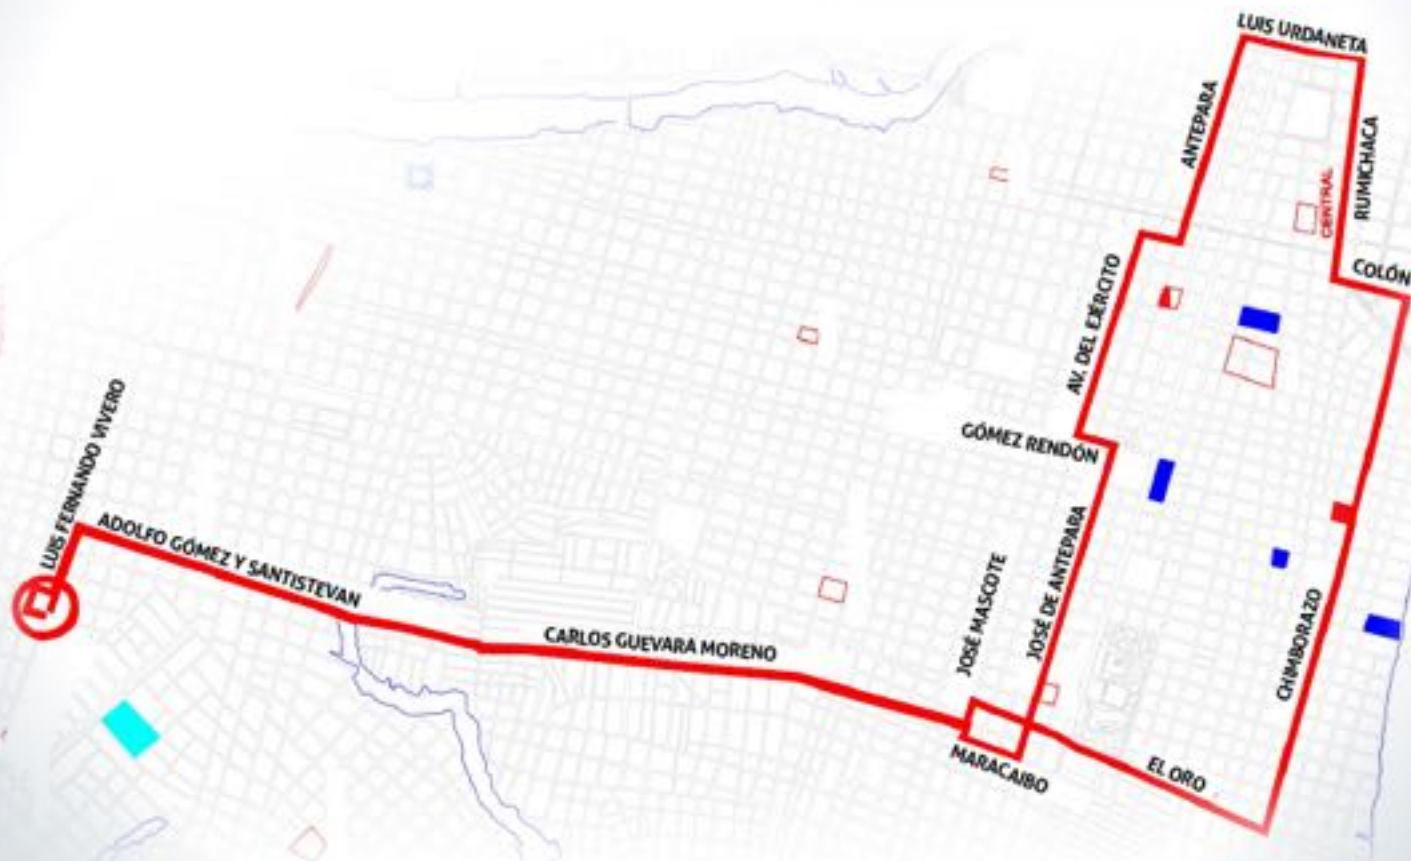 LUIS URDANETA
ANTEPARA
RUMICHACA
CENTRAL
COLÓN
AV. DEL EJÉRCITO
GÓMEZ RENDÓN
LUIS FERNANDO VIVERO
ADOLFO GÓMEZ Y SANTISTEVAN
CARLOS GUEVARA MORENO
JOSÉ MASCOTE
JOSÉ DE ANTEPARA
CHIMBORAZO
MARACAIBO
EL ORO